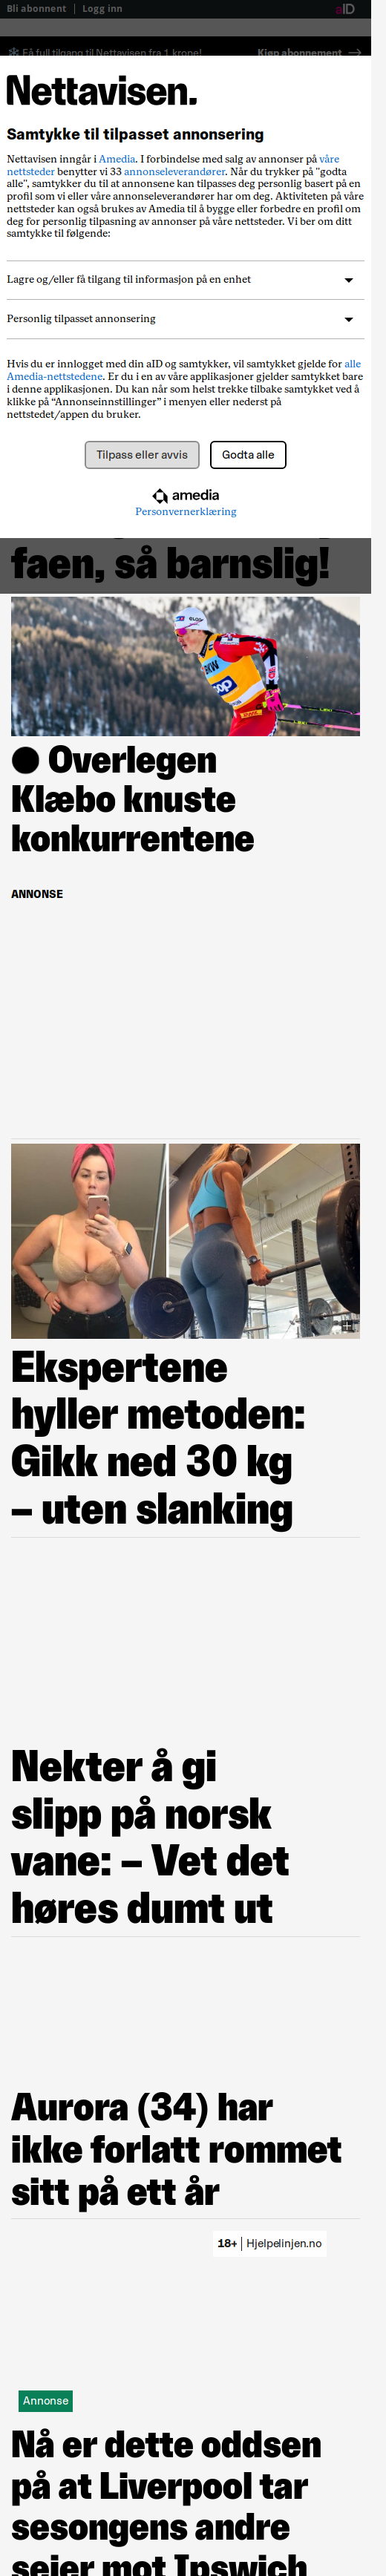 Bli abonnent | Logg inn
aID
Få full tilgang til Nettavisen fra 1 krone!
Kjøp abonnement →
Nettavisen.
Samtykke til tilpasset annonsering
Nettavisen inngår i Amedia. I forbindelse med salg av annonser på våre
nettsteder benytter vi 33 annonseleverandører. Når du trykker på "godta
alle", samtykker du til at annonsene kan tilpasses deg personlig basert på en
profil som vi eller våre annonseleverandører har om deg. Aktiviteten på våre
nettsteder kan også brukes av Amedia til å bygge eller forbedre en profil om
deg for personlig tilpasning av annonser på våre nettsteder. Vi ber om ditt
samtykke til følgende:
Lagre og/eller få tilgang til informasjon på en enhet
Personlig tilpasset annonsering
Hvis du er innlogget med din aID og samtykker, vil samtykket gjelde for alle
Amedia-nettstedene. Er du i en av våre applikasjoner gjelder samtykket bare
i denne applikasjonen. Du kan når som helst trekke tilbake samtykket ved å
klikke på “Annonseinnstillinger” i menyen eller nederst på
nettstedet/appen du bruker.
Tilpass eller avvis
Godta alle
amedia
Personvernerklæring
faen, så barnslig!
Overlegen
Klæbo knuste
konkurrentene
ANNONSE
Ekspertene
hyller metoden:
Gikk ned 30 kg
– uten slanking
Nekter å gi
slipp på norsk
vane: – Vet det
høres dumt ut
Aurora (34) har
ikke forlatt rommet
sitt på ett år
18+ | Hjelpelinjen.no
Annonse
Nå er dette oddsen
på at Liverpool tar
sesongens andre
seier mot Ipswich